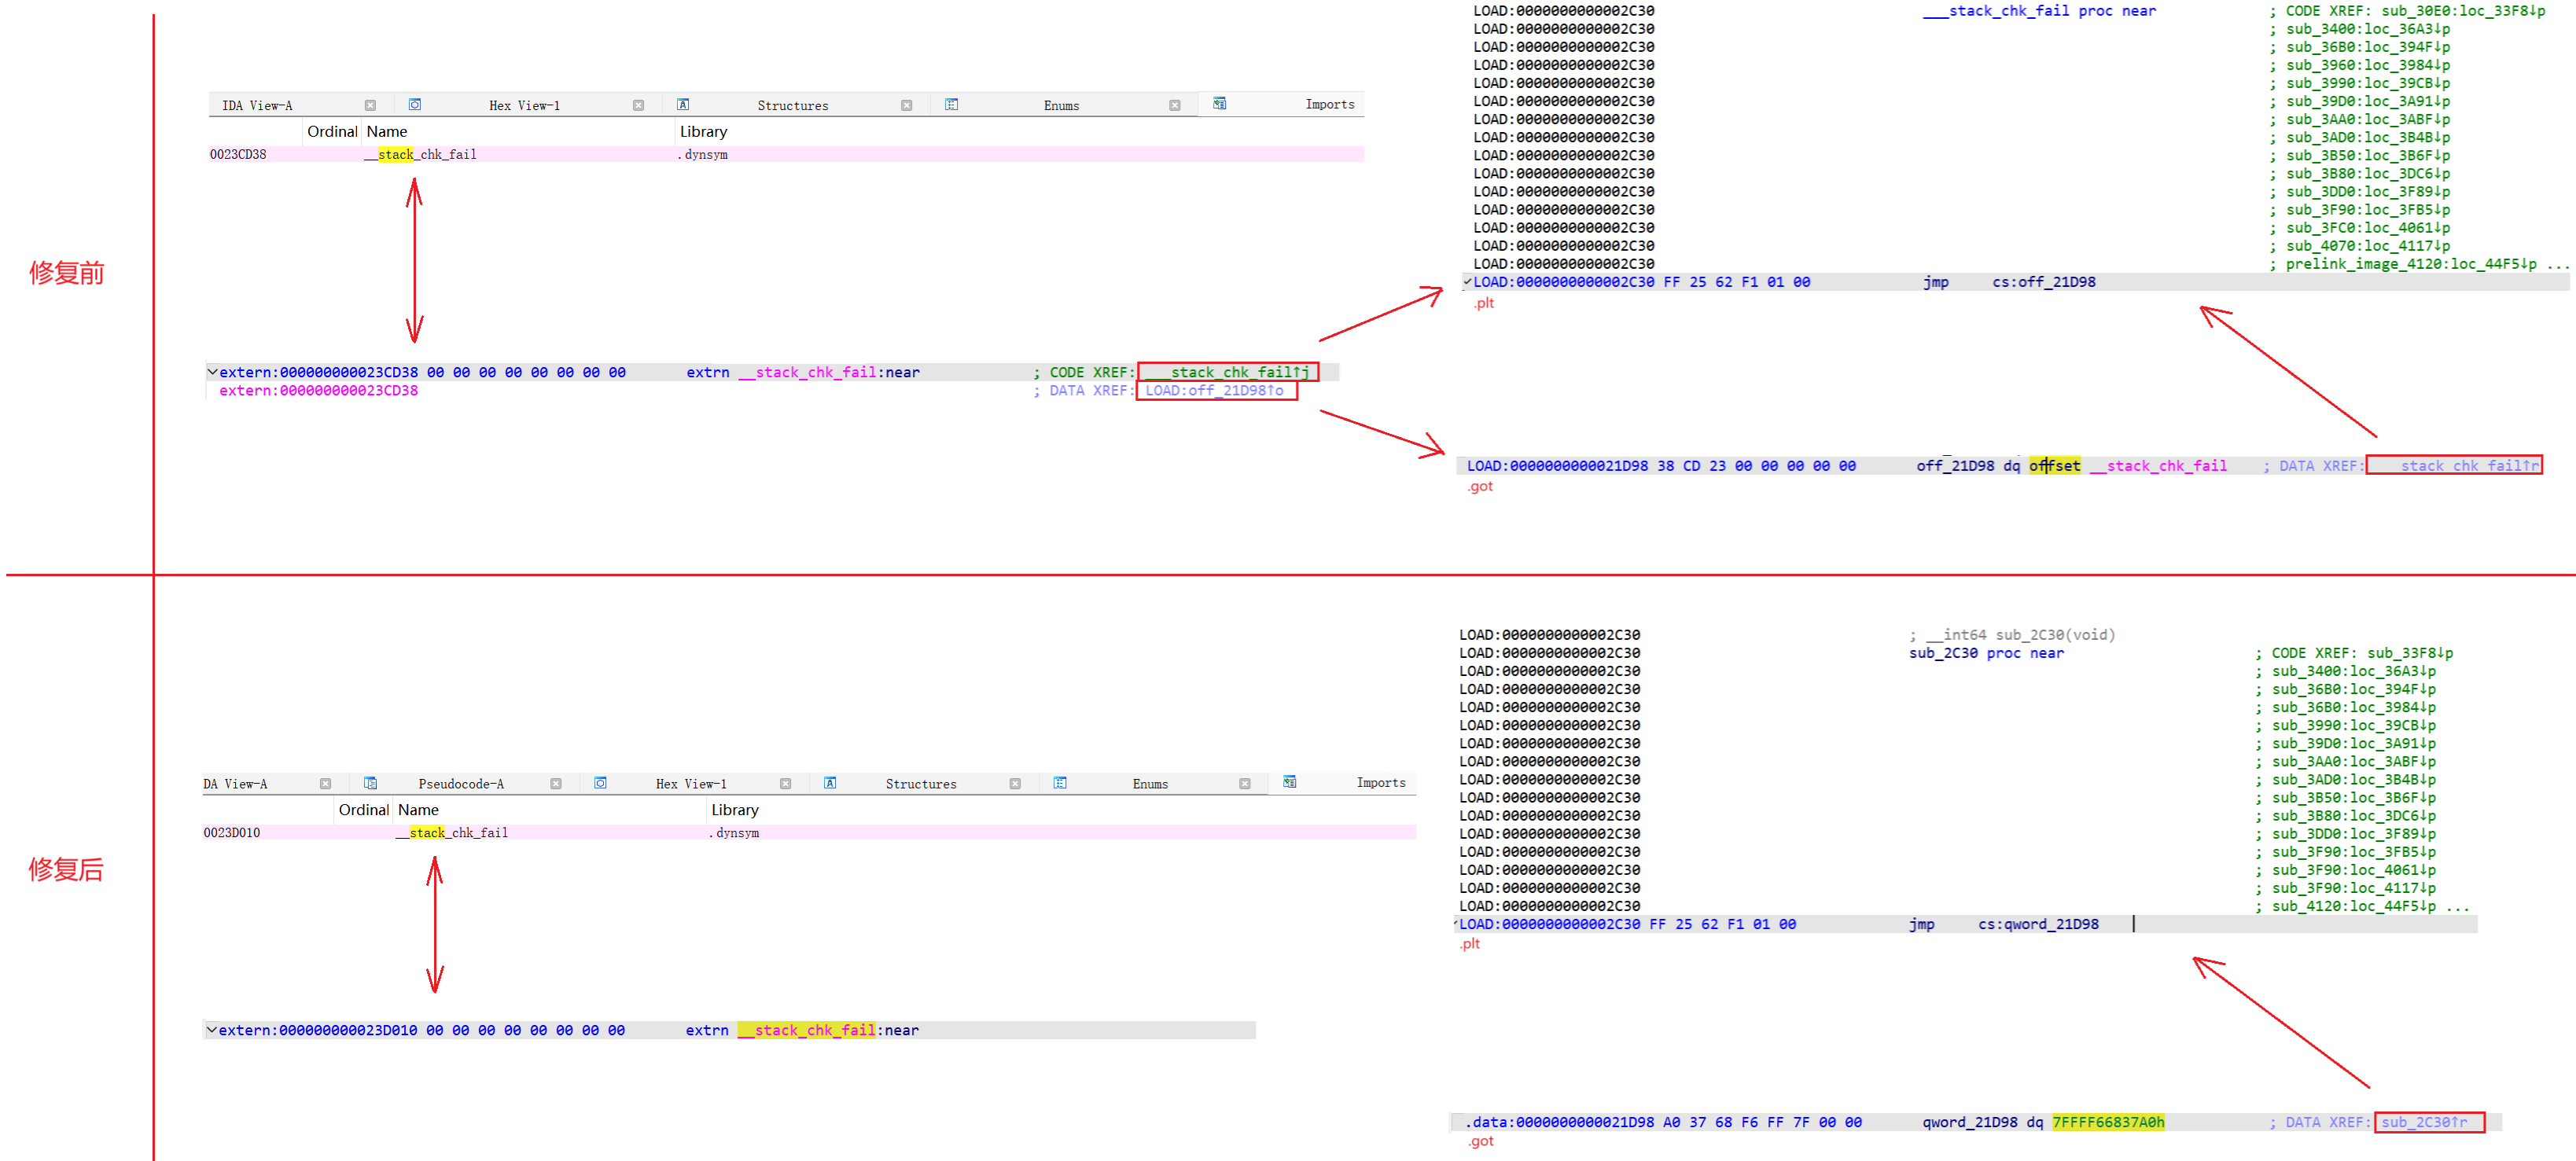 修复前
IDA View-A Hex View-1 Structures Enums Imports
Ordinal Name Library
0023CD38 __stack_chk_fail .dynsym
extern:000000000023CD38 00 00 00 00 00 00 00 00 extrn __stack_chk_fail:near ; CODE XREF: ___stack_chk_fail↑j
extern:000000000023CD38 ; DATA XREF: LOAD:off_21D98↑o
LOAD:0000000000002C30 ___stack_chk_fail proc near ; CODE XREF: sub_30E0:loc_33F8↓p
LOAD:0000000000002C30 ; sub_3400:loc_36A3↓p
LOAD:0000000000002C30 ; sub_36B0:loc_394F↓p
LOAD:0000000000002C30 ; sub_3960:loc_3984↓p
LOAD:0000000000002C30 ; sub_3990:loc_39CB↓p
LOAD:0000000000002C30 ; sub_39D0:loc_3A91↓p
LOAD:0000000000002C30 ; sub_3AA0:loc_3ABF↓p
LOAD:0000000000002C30 ; sub_3AD0:loc_3B4B↓p
LOAD:0000000000002C30 ; sub_3B50:loc_3B6F↓p
LOAD:0000000000002C30 ; sub_3B80:loc_3DC6↓p
LOAD:0000000000002C30 ; sub_3DD0:loc_3F89↓p
LOAD:0000000000002C30 ; sub_3F90:loc_3FB5↓p
LOAD:0000000000002C30 ; sub_3FC0:loc_4061↓p
LOAD:0000000000002C30 ; sub_4070:loc_4117↓p
LOAD:0000000000002C30 ; prelink_image_4120:loc_44F5↓p ...
LOAD:0000000000002C30 FF 25 62 F1 01 00 jmp cs:off_21D98
.plt
LOAD:0000000000021D98 38 CD 23 00 00 00 00 00 off_21D98 dq offset __stack_chk_fail ; DATA XREF: ___stack_chk_fail↑r
.got
修复后
DA View-A Pseudocode-A Hex View-1 Structures Enums Imports
Ordinal Name Library
0023D010 __stack_chk_fail .dynsym
extern:000000000023D010 00 00 00 00 00 00 00 00 extrn __stack_chk_fail:near
LOAD:0000000000002C30 ; __int64 sub_2C30(void)
LOAD:0000000000002C30 sub_2C30 proc near ; CODE XREF: sub_33F8↓p
LOAD:0000000000002C30 ; sub_3400:loc_36A3↓p
LOAD:0000000000002C30 ; sub_36B0:loc_394F↓p
LOAD:0000000000002C30 ; sub_36B0:loc_3984↓p
LOAD:0000000000002C30 ; sub_3990:loc_39CB↓p
LOAD:0000000000002C30 ; sub_39D0:loc_3A91↓p
LOAD:0000000000002C30 ; sub_3AA0:loc_3ABF↓p
LOAD:0000000000002C30 ; sub_3AD0:loc_3B4B↓p
LOAD:0000000000002C30 ; sub_3B50:loc_3B6F↓p
LOAD:0000000000002C30 ; sub_3B80:loc_3DC6↓p
LOAD:0000000000002C30 ; sub_3DD0:loc_3F89↓p
LOAD:0000000000002C30 ; sub_3F90:loc_3FB5↓p
LOAD:0000000000002C30 ; sub_3F90:loc_4061↓p
LOAD:0000000000002C30 ; sub_3F90:loc_4117↓p
LOAD:0000000000002C30 ; sub_4120:loc_44F5↓p ...
LOAD:0000000000002C30 FF 25 62 F1 01 00 jmp cs:qword_21D98
.plt
.data:0000000000021D98 A0 37 68 F6 FF 7F 00 00 qword_21D98 dq 7FFFF66837A0h ; DATA XREF: sub_2C30↑r
.got